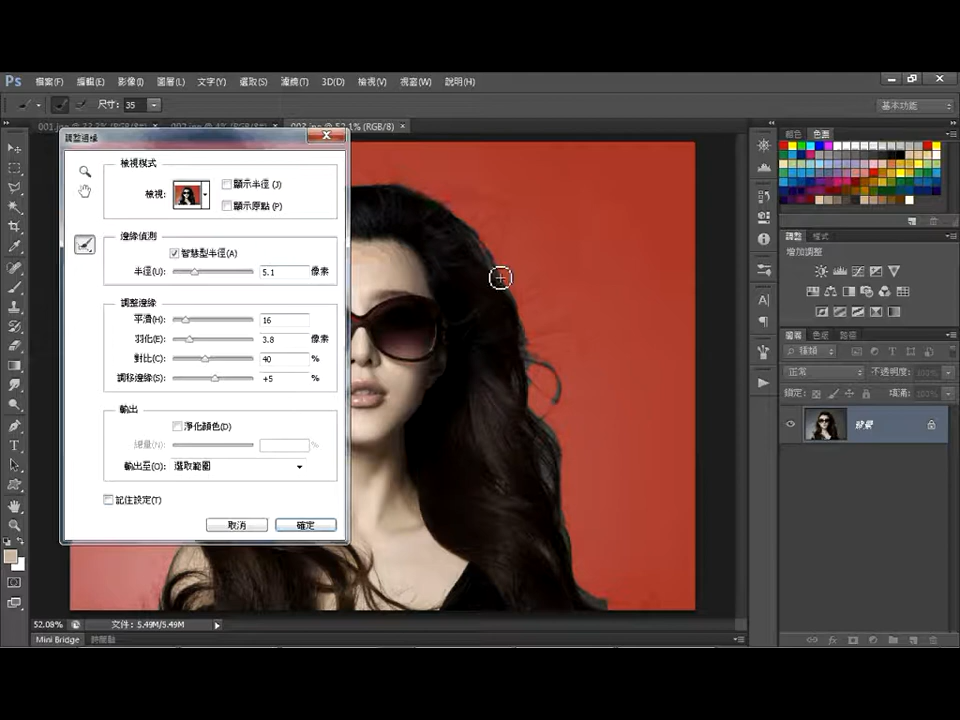 Ps 檔案(F) 編輯(E) 影像(I) 圖層(L) 文字(Y) 選取(S) 濾鏡(T) 3D(D) 檢視(V) 視窗(W) 說明(H)
尺寸: 35 基本功能
調整邊緣
檢視模式
檢視:
顯示半徑(J)
顯示原點(P)
邊緣偵測
智慧型半徑(A)
半徑(U): 5.1 像素
調整邊緣
平滑(H): 16
羽化(E): 3.8 像素
對比(C): 40 %
調移邊緣(S): +5 %
輸出
淨化顏色(D)
總量(N): %
輸出至(O): 選取範圍
記住設定(T)
取消 確定
顏色 色票
調整 樣式
增加調整
圖層 色版 路徑
種類
正常 不透明度: 100%
鎖定: 填滿: 100%
背景
52.08% 文件: 5.49M/5.49M
Mini Bridge 時間軸